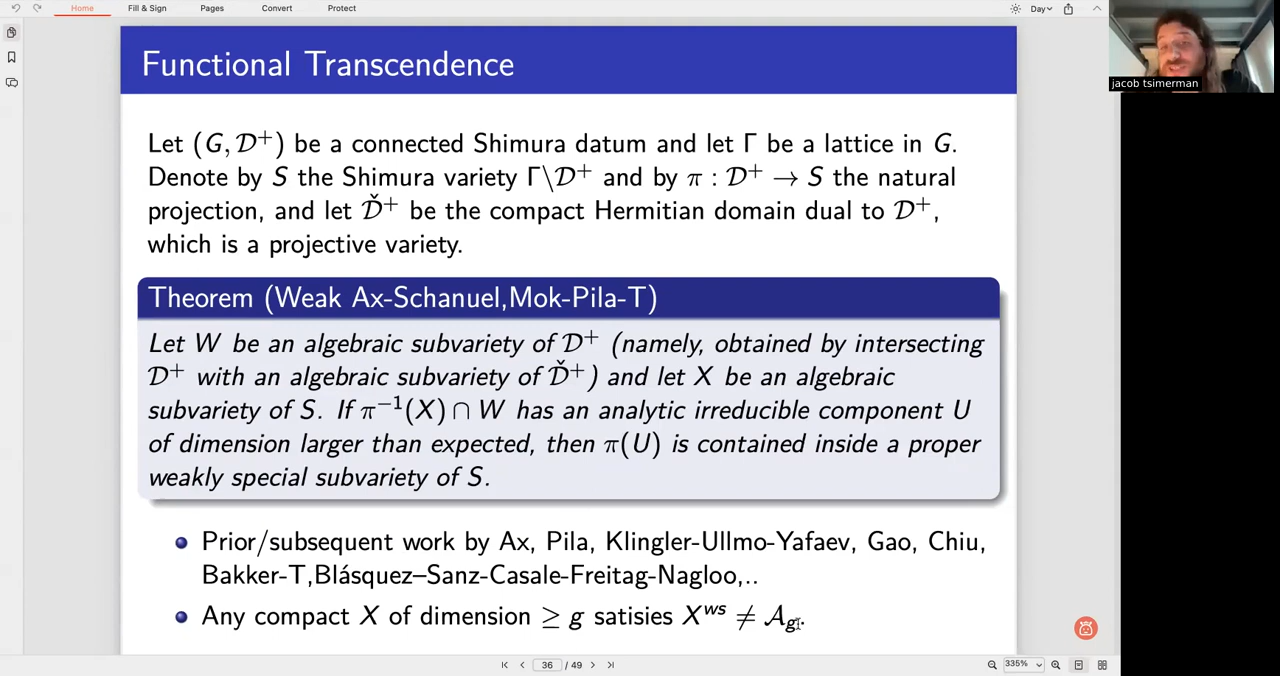 Home Fill & Sign Pages Convert Protect Day
jacob tsimerman
Functional Transcendence
Let (G, 𝒟⁺) be a connected Shimura datum and let Γ be a lattice in G.
Denote by S the Shimura variety Γ\𝒟⁺ and by π : 𝒟⁺ → S the natural
projection, and let 𝒟̌⁺ be the compact Hermitian domain dual to 𝒟⁺,
which is a projective variety.
Theorem (Weak Ax-Schanuel,Mok-Pila-T)
Let W be an algebraic subvariety of 𝒟⁺ (namely, obtained by intersecting
𝒟⁺ with an algebraic subvariety of 𝒟̌⁺) and let X be an algebraic
subvariety of S. If π⁻¹(X) ∩ W has an analytic irreducible component U
of dimension larger than expected, then π(U) is contained inside a proper
weakly special subvariety of S.
Prior/subsequent work by Ax, Pila, Klingler-Ullmo-Yafaev, Gao, Chiu,
Bakker-T,Blásquez–Sanz-Casale-Freitag-Nagloo,..
Any compact X of dimension ≥ g satisies Xʷˢ ≠ 𝒜g.
36 / 49 335%